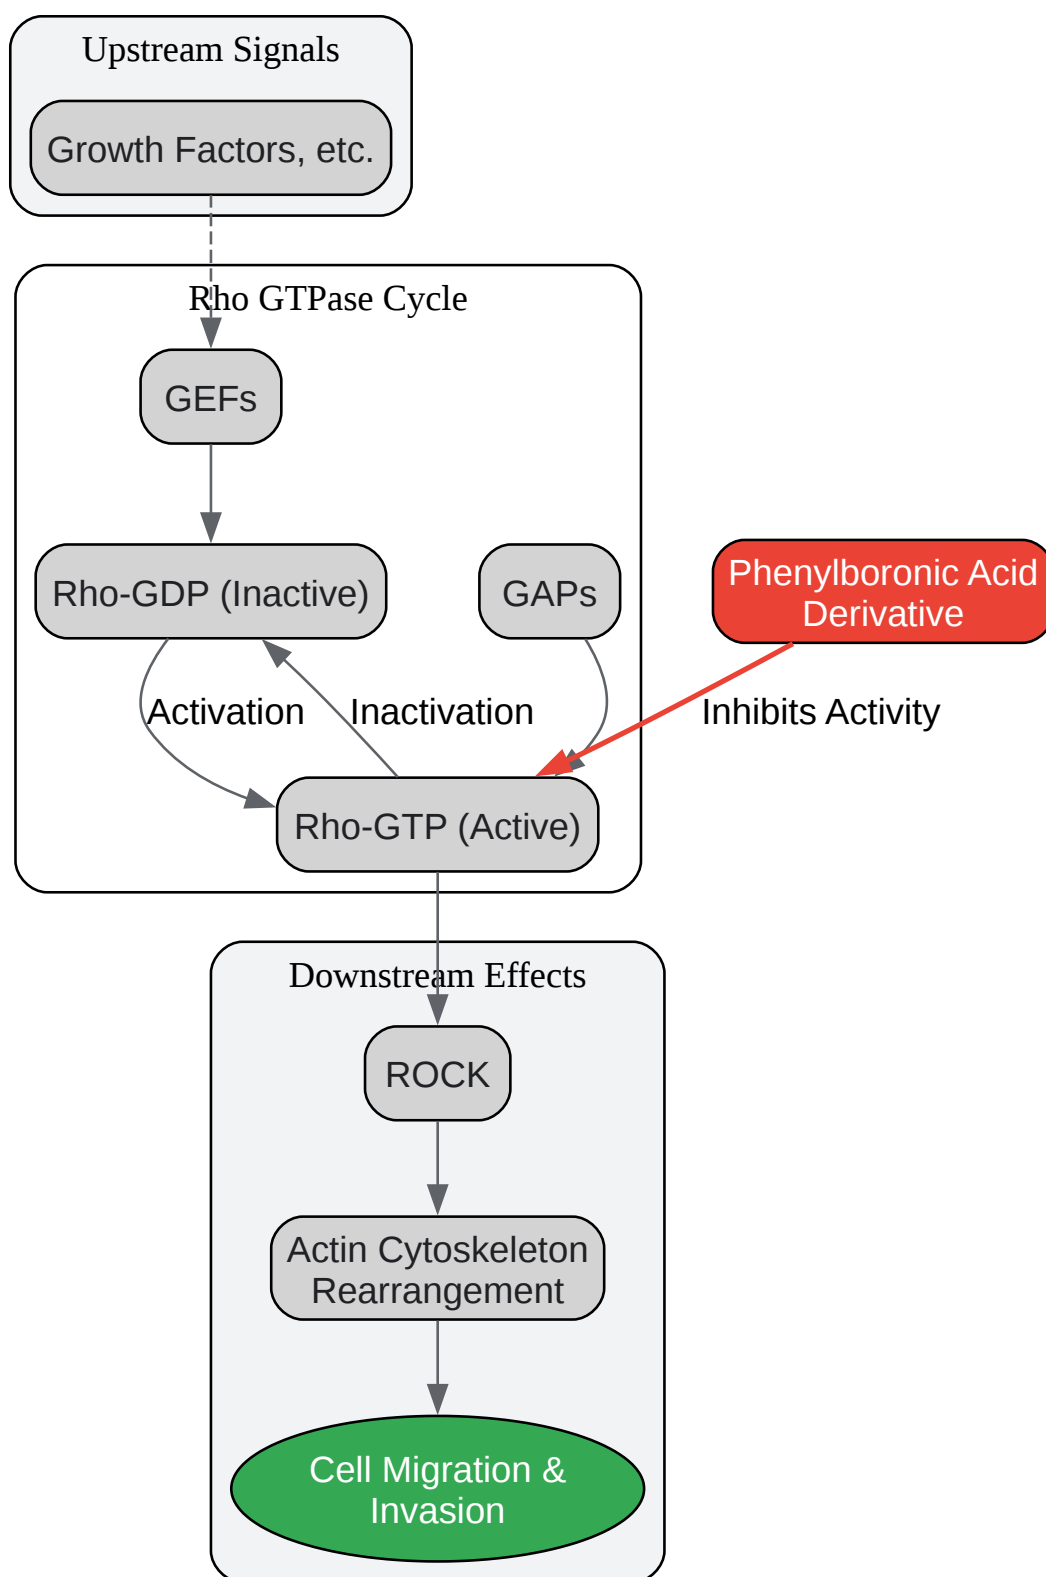 Upstream Signals
Growth Factors, etc.
Rho GTPase Cycle
GEFs
Rho-GDP (Inactive)
GAPs
Phenylboronic Acid
Derivative
Activation
Inactivation
Inhibits Activity
Rho-GTP (Active)
Downstream Effects
ROCK
Actin Cytoskeleton
Rearrangement
Cell Migration &
Invasion